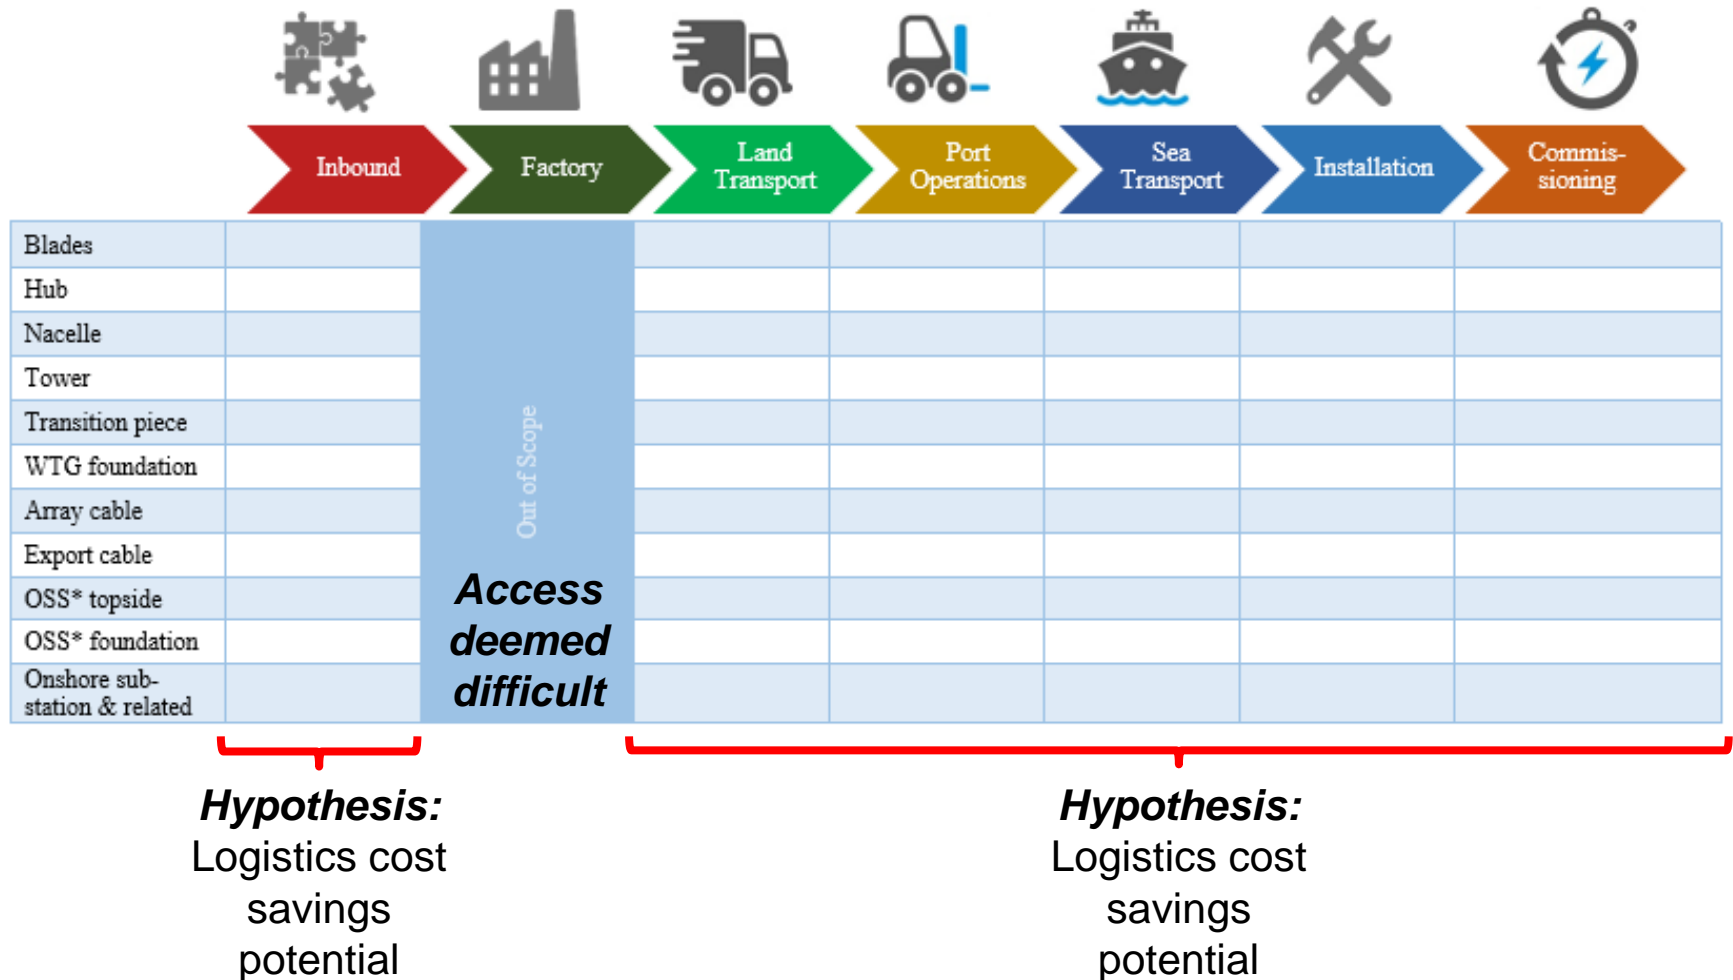 Inbound
Factory
Land
Transport
Port
Operations
Sea
Transport
Installation
Commis-
sioning
Blades
Hub
Nacelle
Tower
Transition piece
WTG foundation
Array cable
Export cable
OSS* topside
OSS* foundation
Onshore sub-
station & related
Out of Scope
Access
deemed
difficult
Hypothesis:
Logistics cost
savings
potential
Hypothesis:
Logistics cost
savings
potential